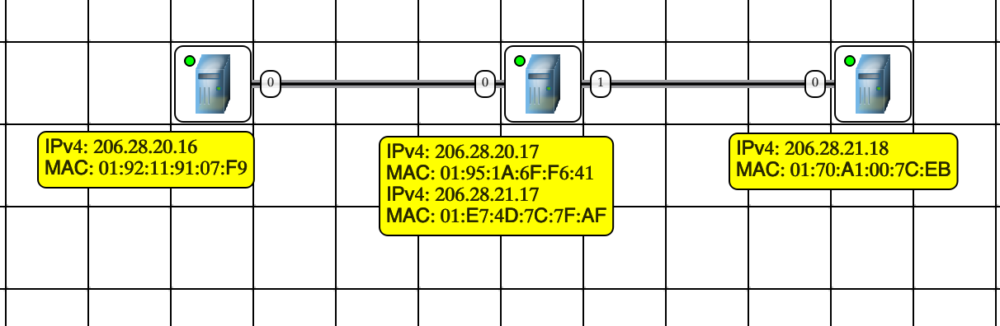 0
0
1
0
IPv4: 206.28.20.16
MAC: 01:92:11:91:07:F9
IPv4: 206.28.20.17
MAC: 01:95:1A:6F:F6:41
IPv4: 206.28.21.17
MAC: 01:E7:4D:7C:7F:AF
IPv4: 206.28.21.18
MAC: 01:70:A1:00:7C:EB